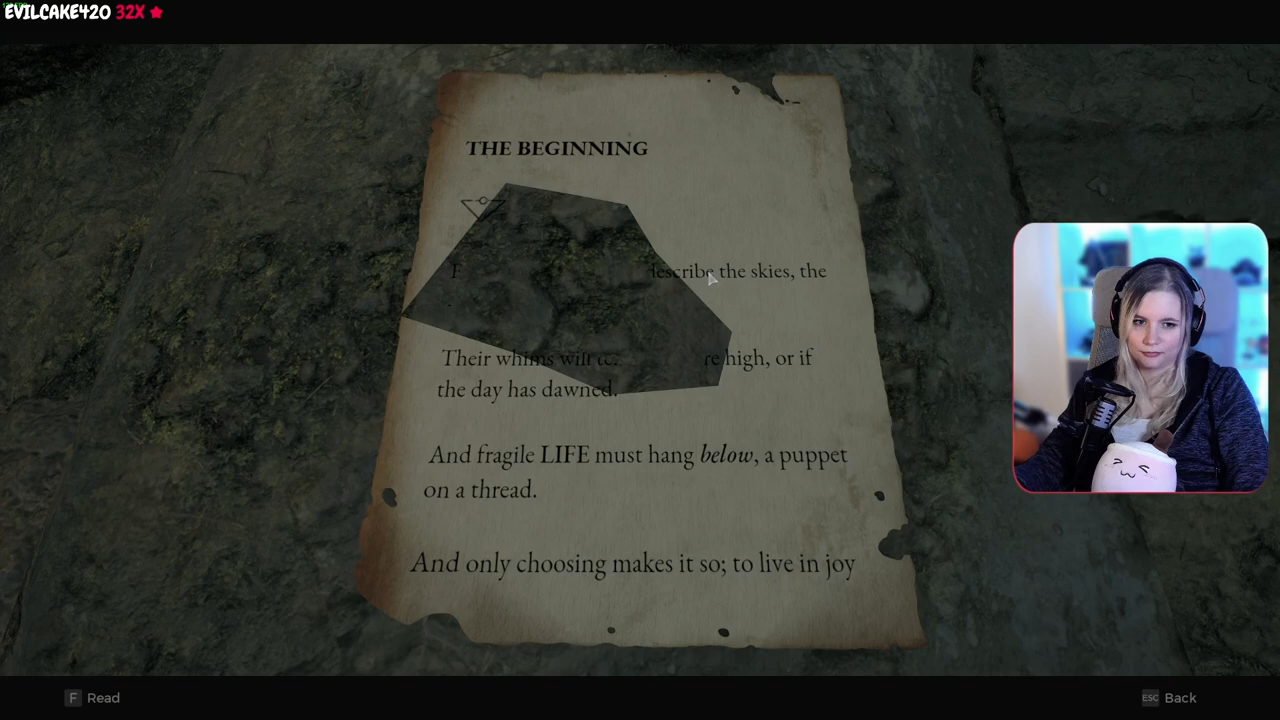 EVILCAKE420 32X
THE BEGINNING
describe the skies, the
Their whims will high, or if
the day has dawned.
And fragile LIFE must hang below, a puppet
on a thread.
And only choosing makes it so; to live in joy
F Read
ESC Back